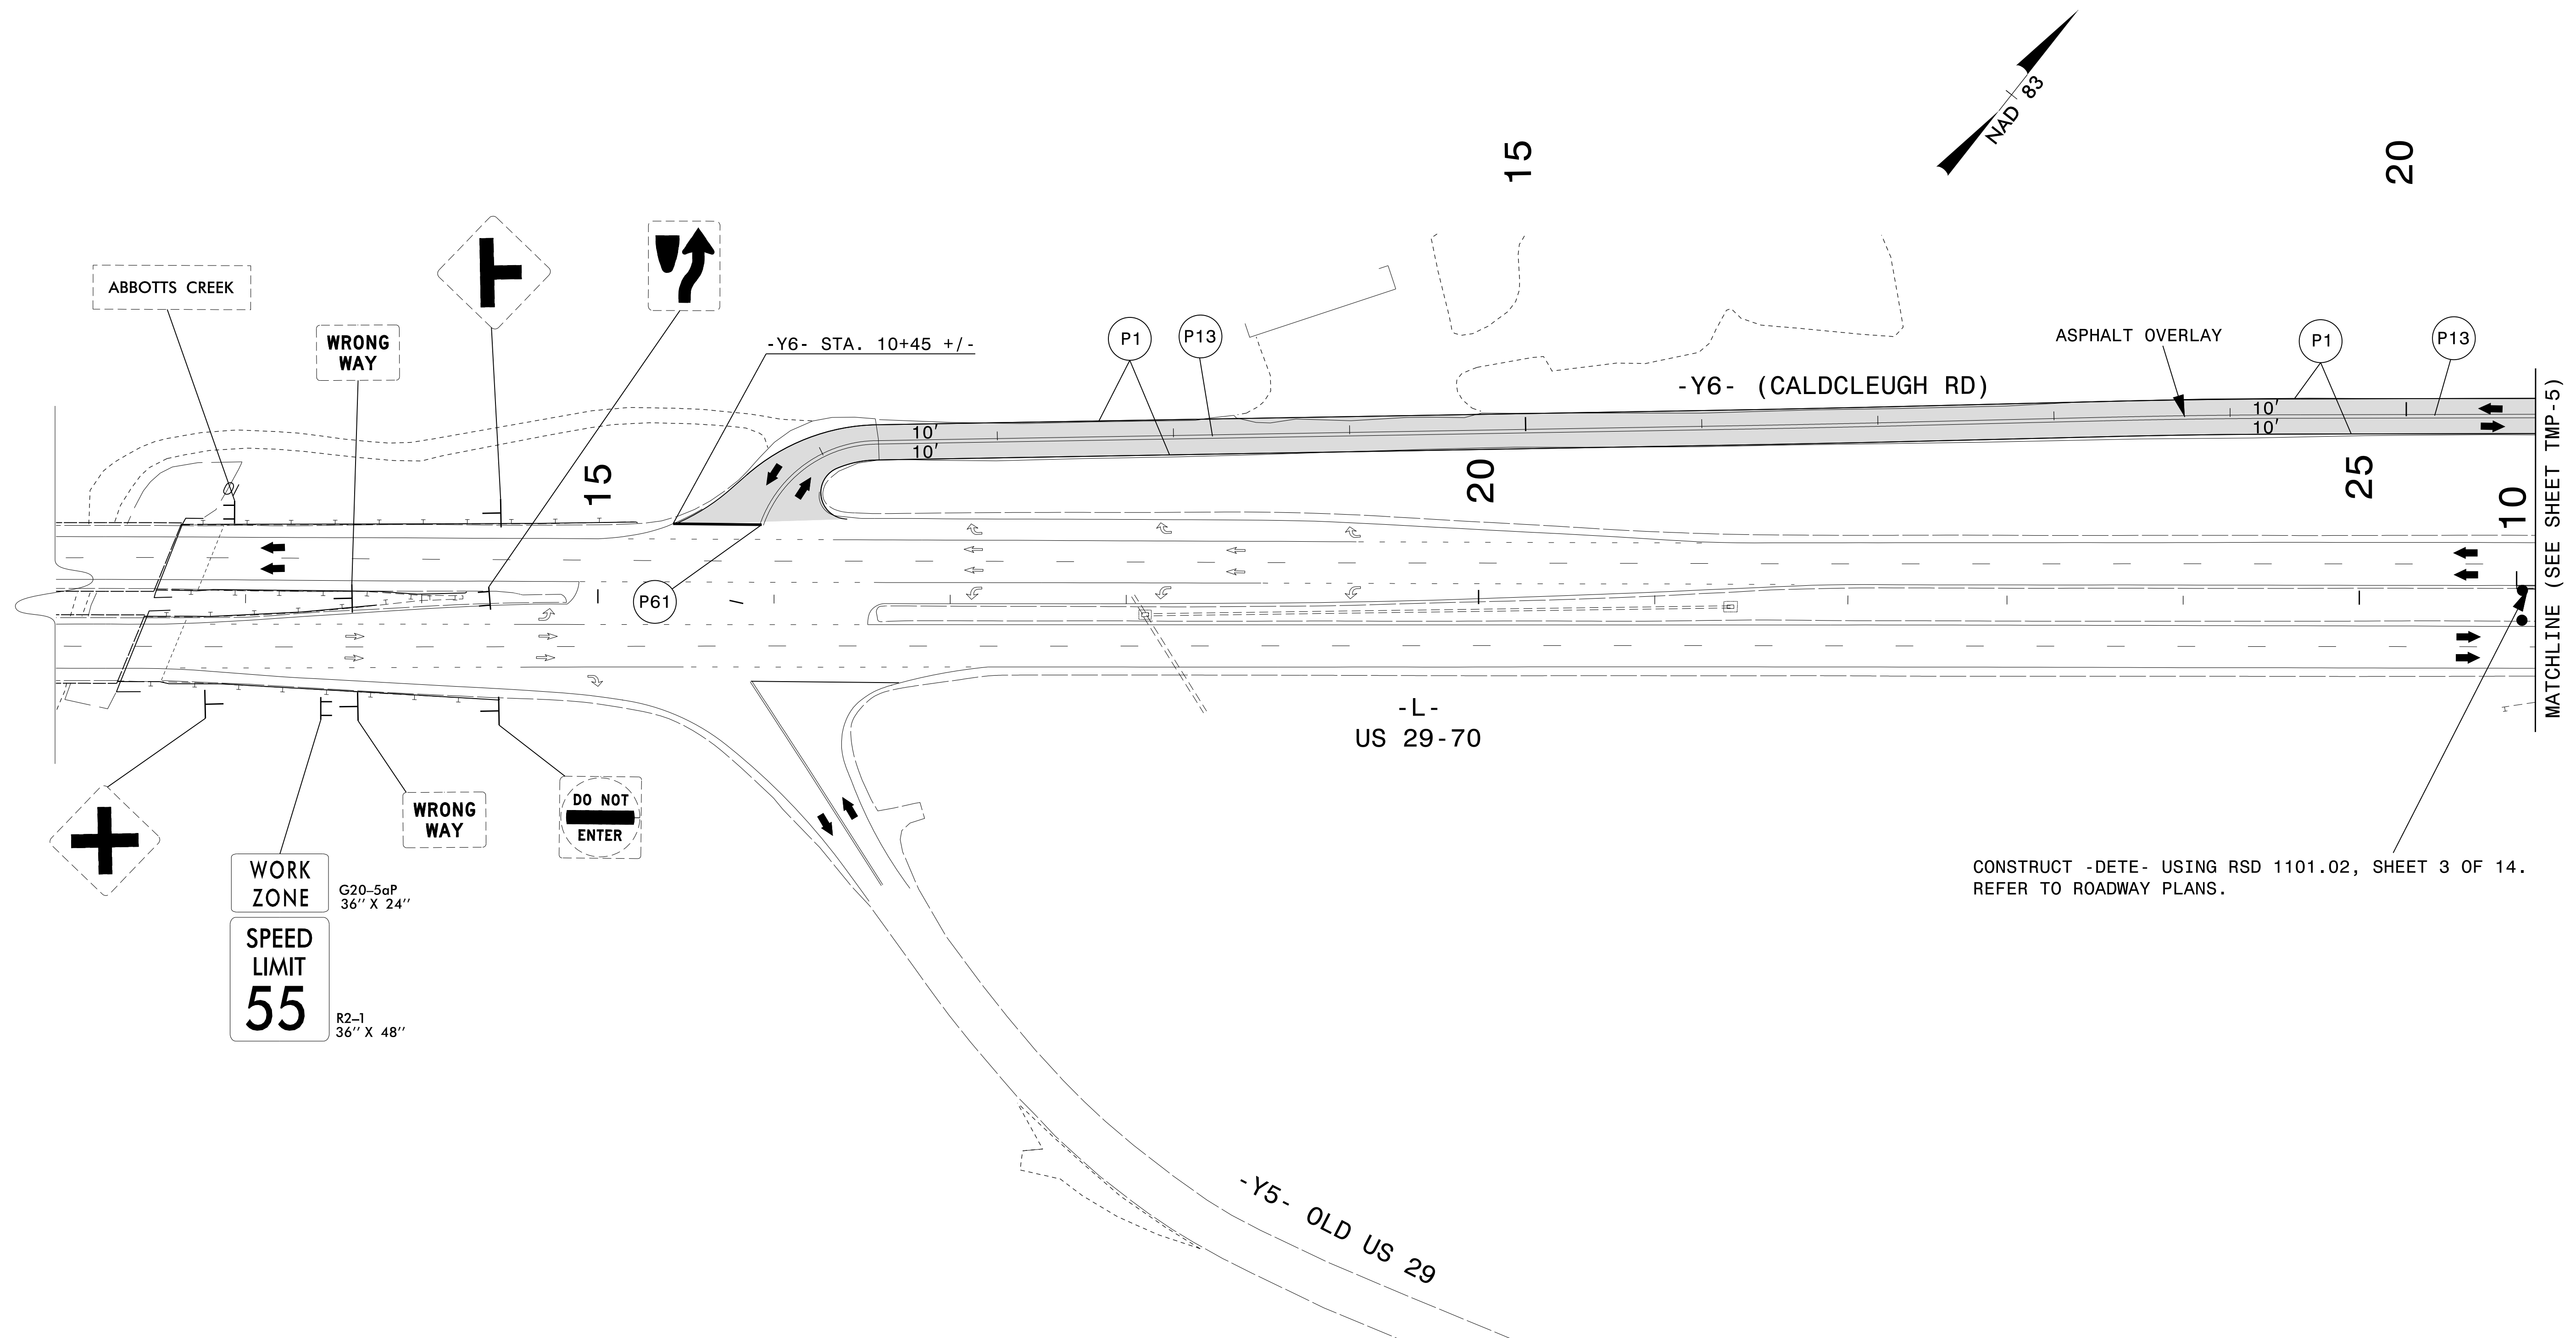 NAD 83
15
20
ABBOTTS CREEK
WRONG
WAY
-Y6- STA. 10+45 +/-
P1
P13
ASPHALT OVERLAY
P1
P13
-Y6- (CALDCLEUGH RD)
10'
10'
10'
10'
15
20
25
10
MATCHLINE (SEE SHEET TMP-5)
P61
-L-
US 29-70
WRONG
WAY
DO NOT
ENTER
WORK
ZONE
G20-5aP
36" X 24"
SPEED
LIMIT
55
R2-1
36" X 48"
CONSTRUCT -DETE- USING RSD 1101.02, SHEET 3 OF 14.
REFER TO ROADWAY PLANS.
-Y5- OLD US 29